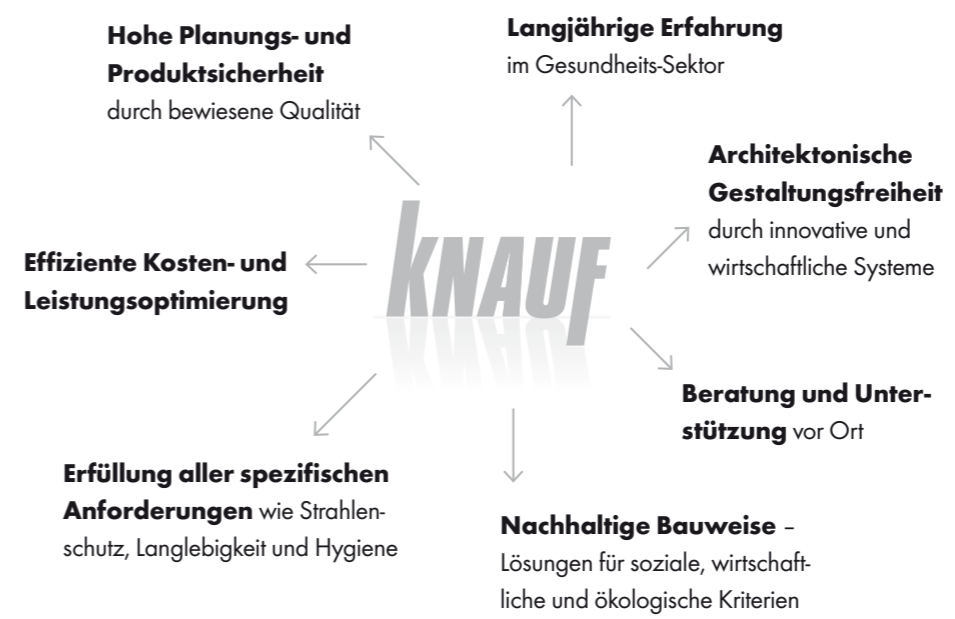 Hohe Planungs- und
Produktsicherheit
durch bewiesene Qualität
Langjährige Erfahrung
im Gesundheits-Sektor
Architektonische
Gestaltungsfreiheit
durch innovative und
wirtschaftliche Systeme
Effiziente Kosten- und
Leistungsoptimierung
KNAUF
Beratung und Unter-
stützung vor Ort
Erfüllung aller spezifischen
Anforderungen wie Strahlen-
schutz, Langlebigkeit und Hygiene
Nachhaltige Bauweise –
Lösungen für soziale, wirtschaft-
liche und ökologische Kriterien